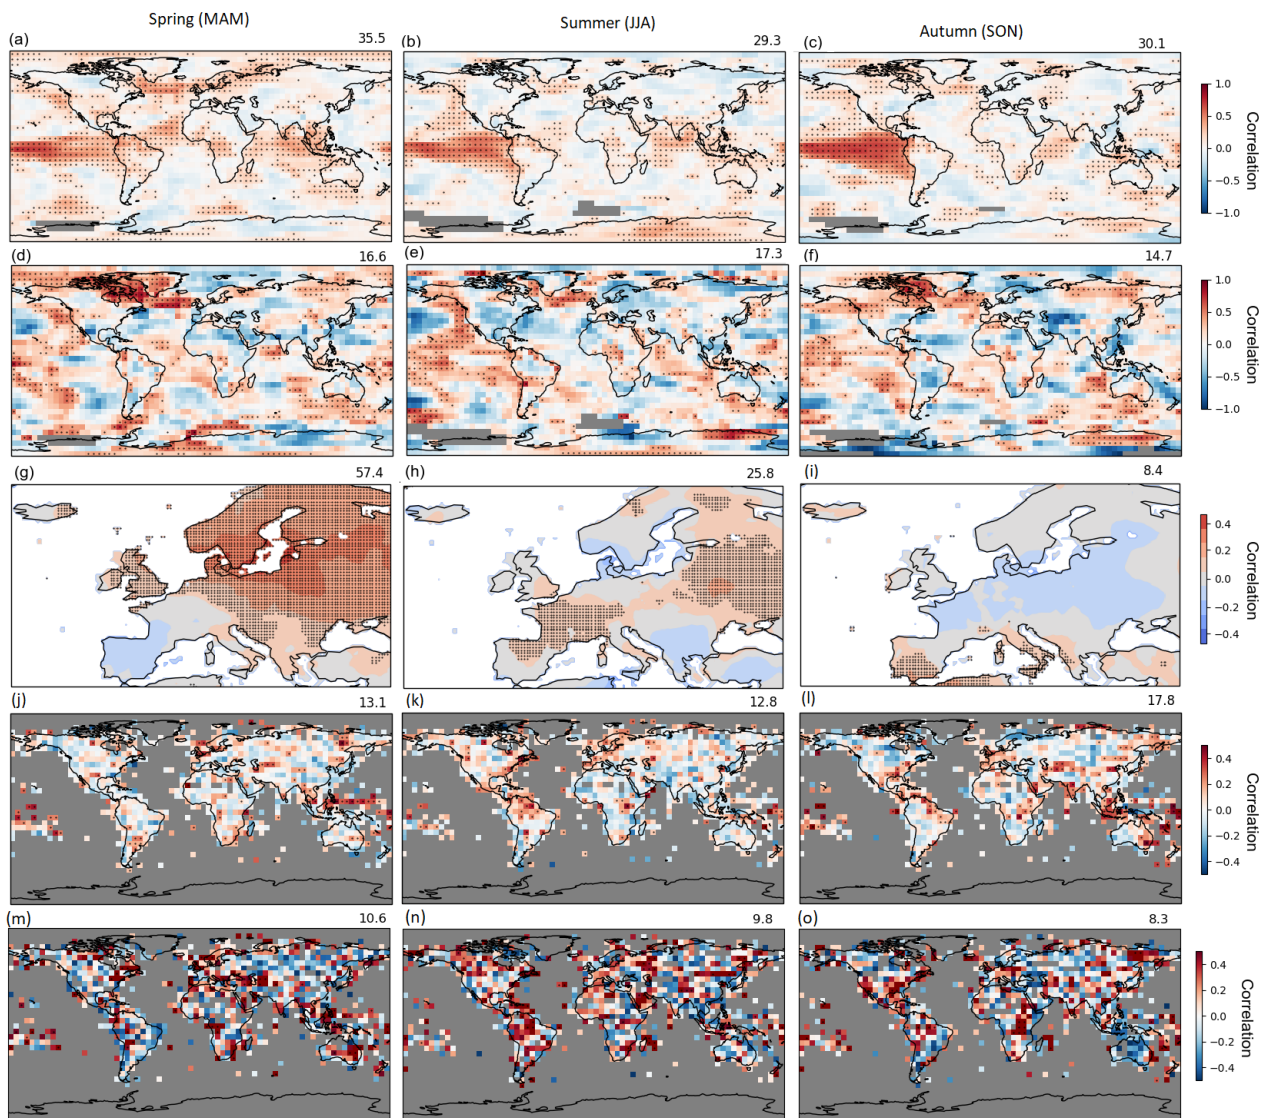 Spring (MAM)
Summer (JJA)
Autumn (SON)
(a)
35.5
(b)
29.3
(c)
30.1
1.0
0.5
0.0
−0.5
−1.0
Correlation
(d)
16.6
(e)
17.3
(f)
14.7
1.0
0.5
0.0
−0.5
−1.0
Correlation
(g)
57.4
(h)
25.8
(i)
8.4
0.4
0.2
0.0
−0.2
−0.4
Correlation
(j)
13.1
(k)
12.8
(l)
17.8
0.4
0.2
0.0
−0.2
−0.4
Correlation
(m)
10.6
(n)
9.8
(o)
8.3
0.4
0.2
0.0
−0.2
−0.4
Correlation